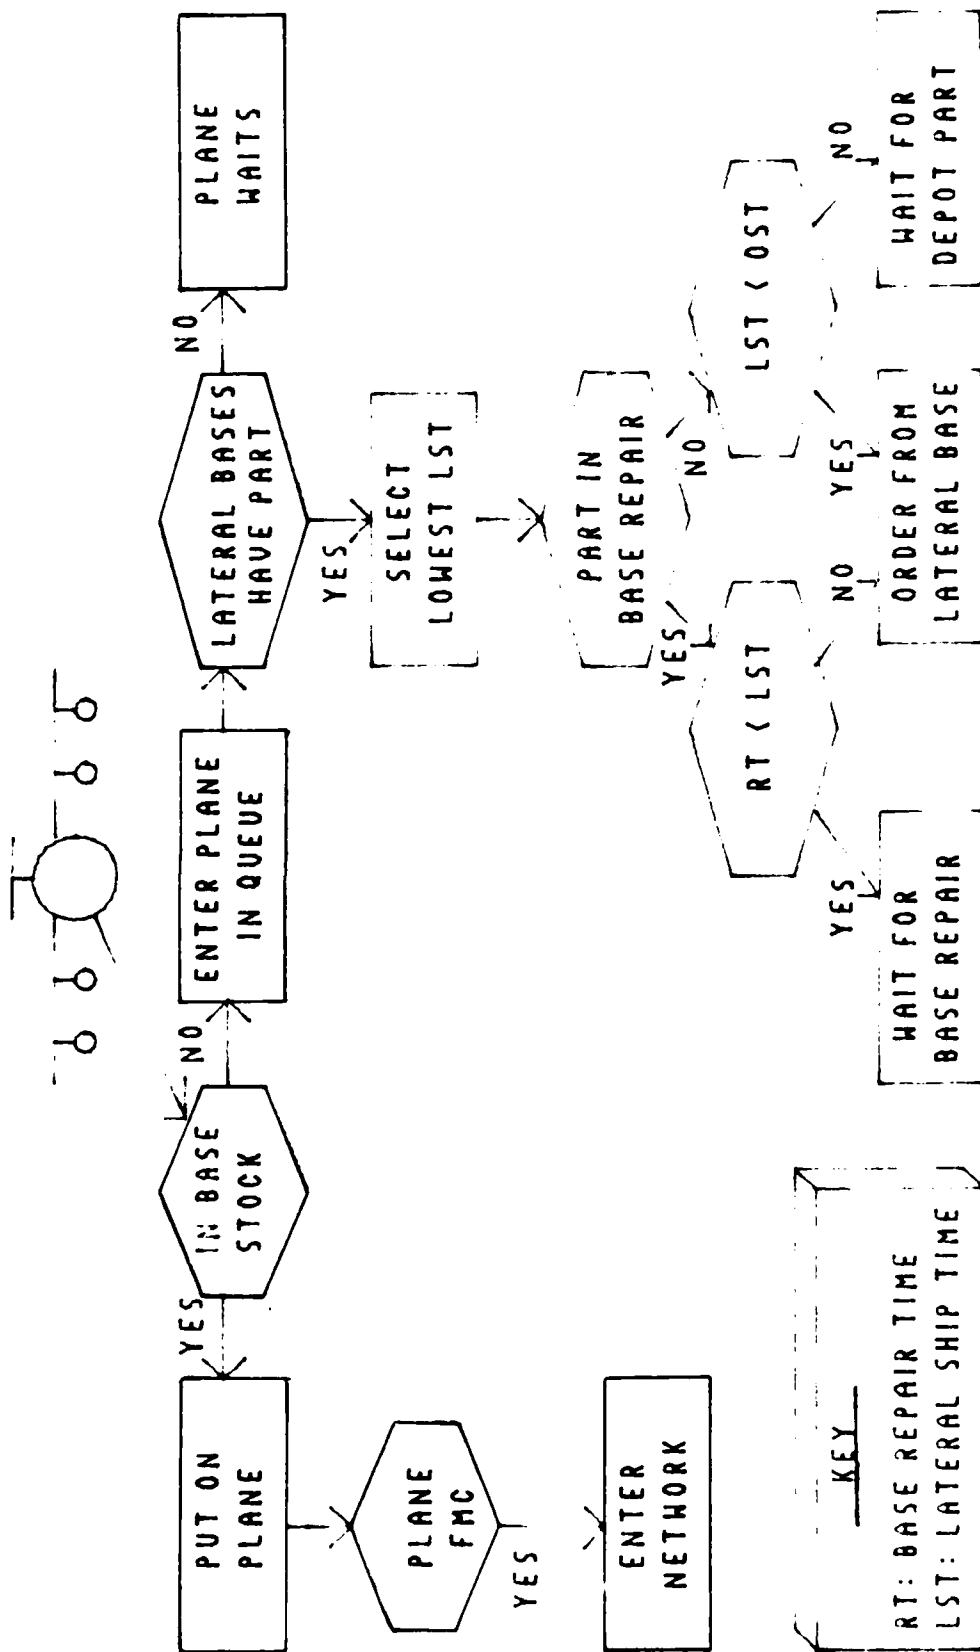 IN BASE
STOCK
YES
NO
PUT ON
PLANE
PLANE
FMC
YES
ENTER
NETWORK
ENTER PLANE
IN QUEUE
LATERAL BASES
HAVE PART
NO
PLANE
WAITS
YES
SELECT
LOWEST LST
PART IN
BASE REPAIR
YES
NO
RT < LST
LST < OST
YES
NO
YES
NO
WAIT FOR
BASE REPAIR
ORDER FROM
LATERAL BASE
WAIT FOR
DEPOT PART
KEY
RT: BASE REPAIR TIME
LST: LATERAL SHIP TIME